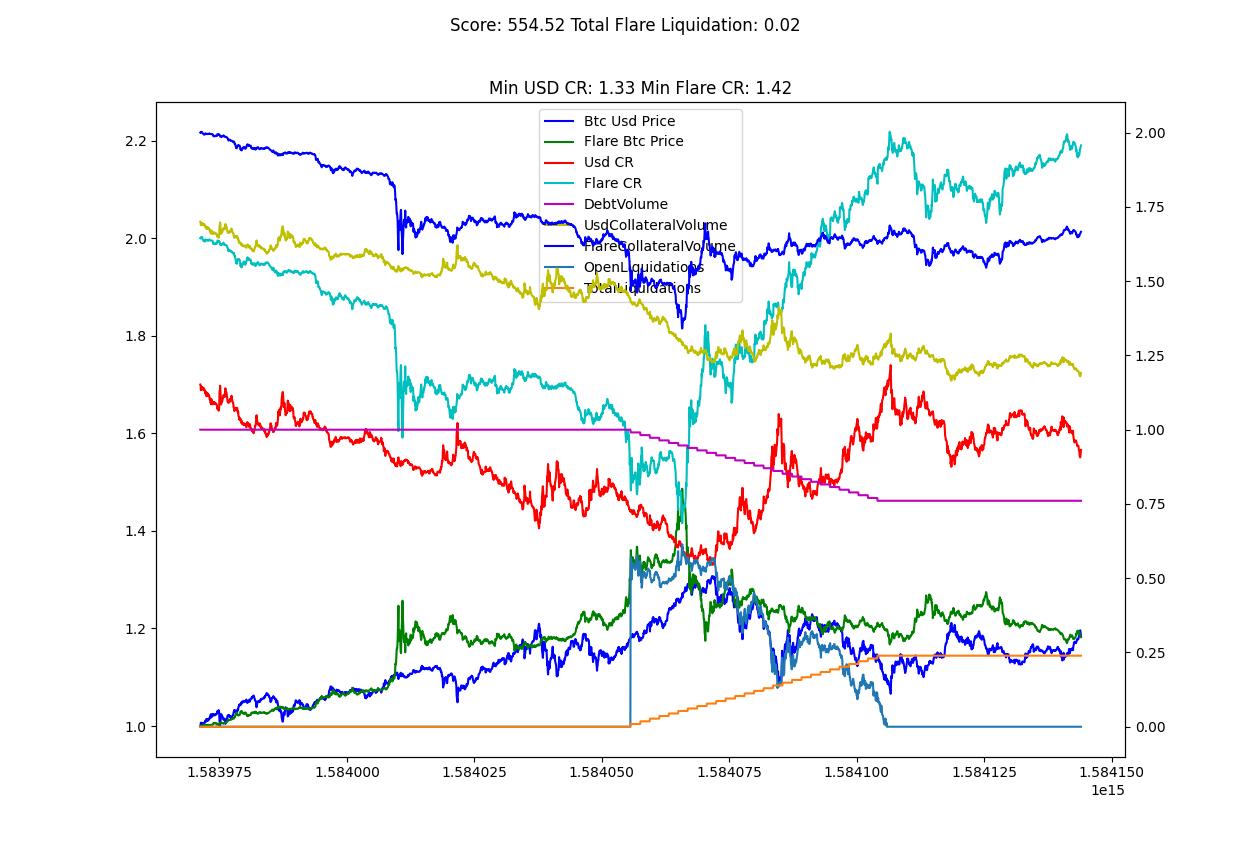 Score: 554.52 Total Flare Liquidation: 0.02
Min USD CR: 1.33 Min Flare CR: 1.42
Btc Usd Price
Flare Btc Price
Usd CR
Flare CR
DebtVolume
UsdCollateralVolume
FlareCollateralVolume
OpenLiquidations
TotalLiquidations
2.2
2.0
1.8
1.6
1.4
1.2
1.0
2.00
1.75
1.50
1.25
1.00
0.75
0.50
0.25
0.00
1.583975 1.584000 1.584025 1.584050 1.584075 1.584100 1.584125 1.584150
1e15